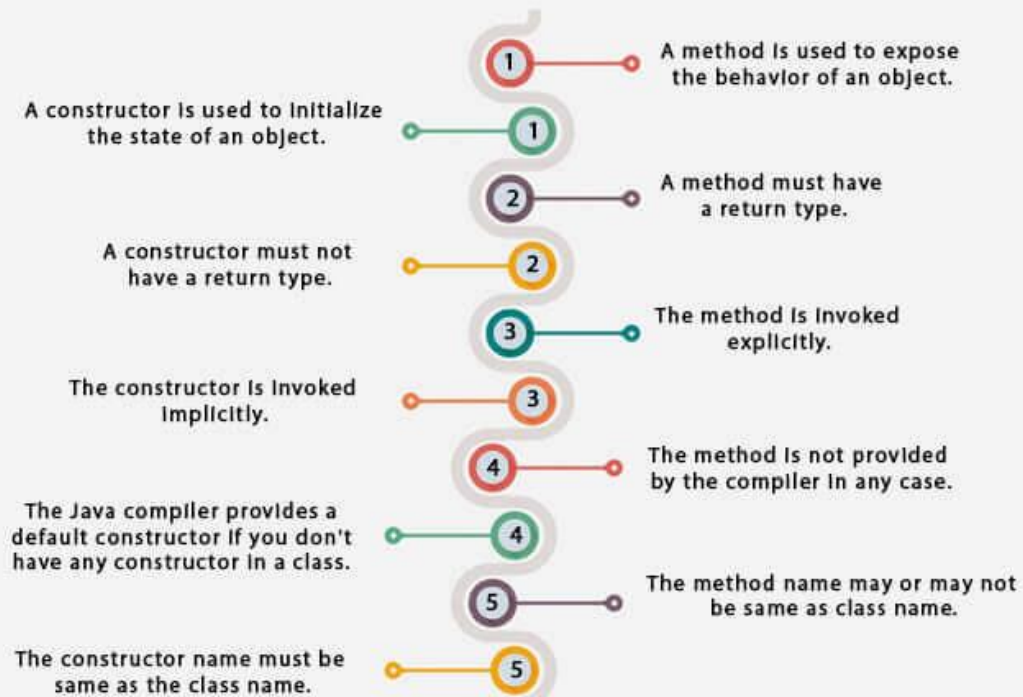 1
A method is used to expose
the behavior of an object.
A constructor is used to initialize
the state of an object.
1
2
A method must have
a return type.
A constructor must not
have a return type.
2
3
The method is invoked
explicitly.
The constructor is invoked
implicitly.
3
4
The method is not provided
by the compiler in any case.
The Java compiler provides a
default constructor if you don't
have any constructor in a class.
4
5
The method name may or may not
be same as class name.
The constructor name must be
same as the class name.
5